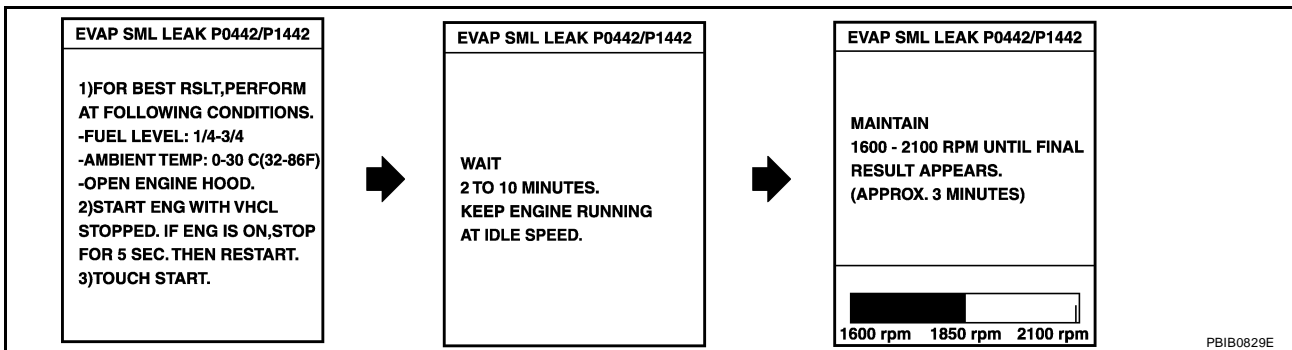 EVAP SML LEAK P0442/P1442
1)FOR BEST RSLT,PERFORM
AT FOLLOWING CONDITIONS.
-FUEL LEVEL: 1/4-3/4
-AMBIENT TEMP: 0-30 C(32-86F)
-OPEN ENGINE HOOD.
2)START ENG WITH VHCL
STOPPED. IF ENG IS ON,STOP
FOR 5 SEC. THEN RESTART.
3)TOUCH START.
EVAP SML LEAK P0442/P1442
WAIT
2 TO 10 MINUTES.
KEEP ENGINE RUNNING
AT IDLE SPEED.
EVAP SML LEAK P0442/P1442
MAINTAIN
1600 - 2100 RPM UNTIL FINAL
RESULT APPEARS.
(APPROX. 3 MINUTES)
1600 rpm 1850 rpm 2100 rpm
PBIB0829E